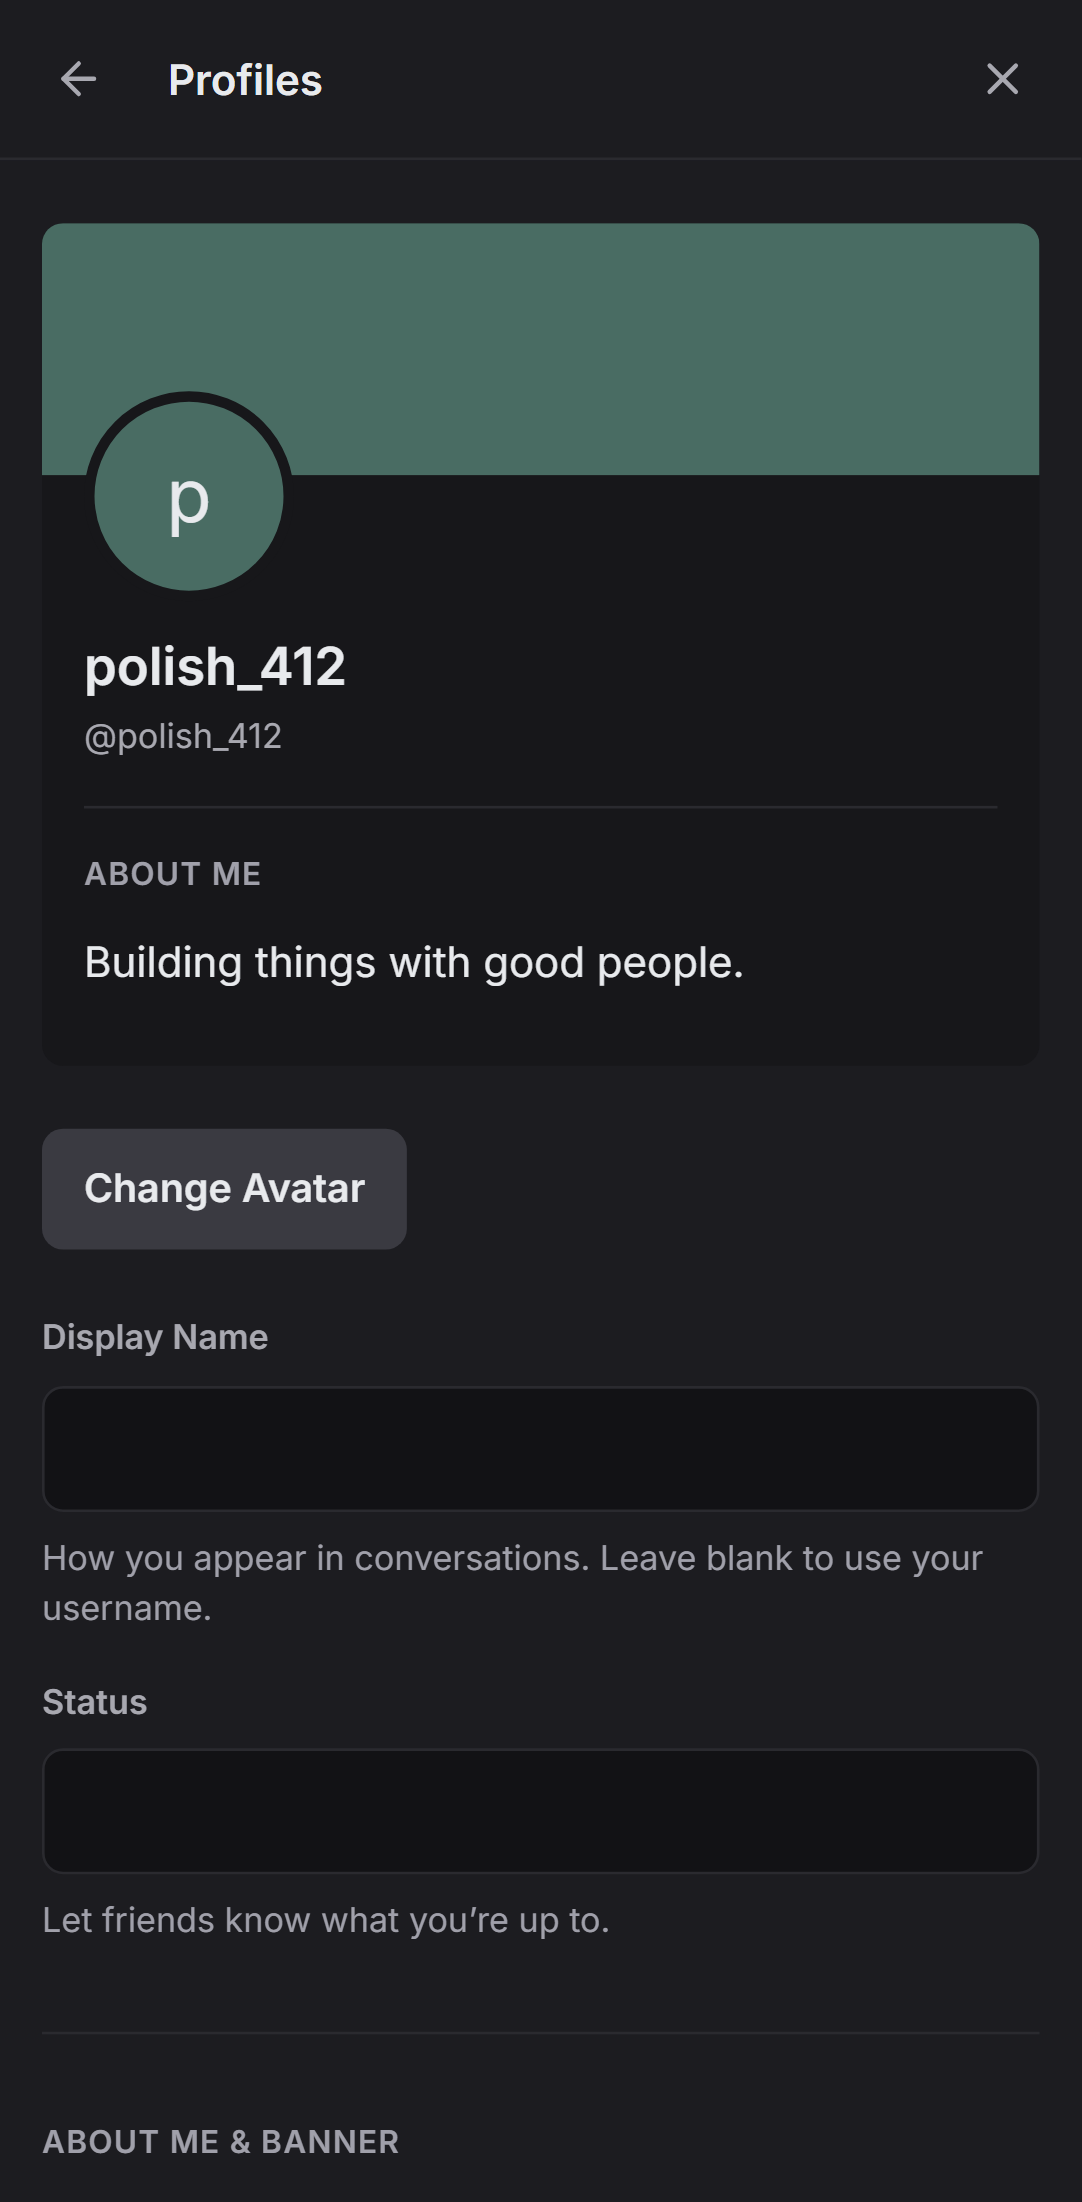 Profiles
p
polish_412
@polish_412
ABOUT ME
Building things with good people.
Change Avatar
Display Name
How you appear in conversations. Leave blank to use your
username.
Status
Let friends know what you’re up to.
ABOUT ME & BANNER